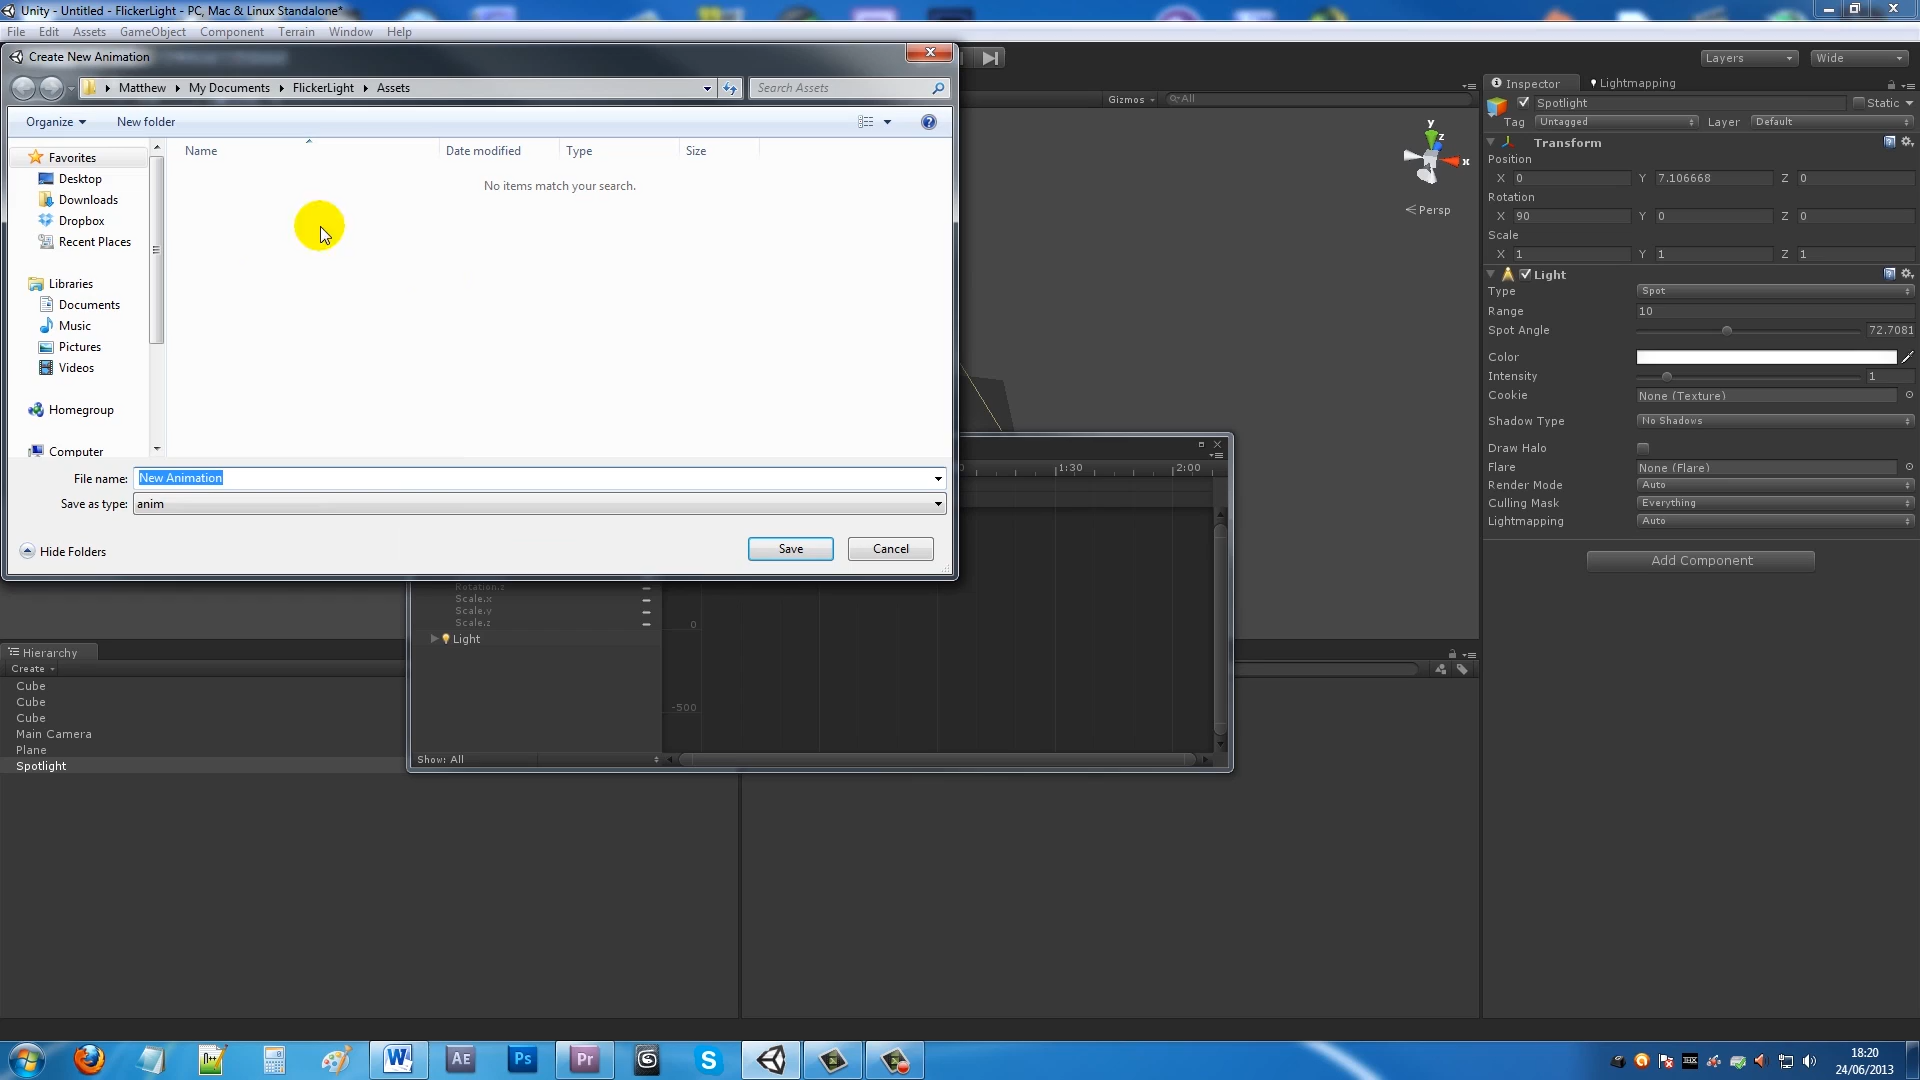 Unity - Untitled - FlickerLight - PC, Mac & Linux Standalone*
File Edit Assets GameObject Component Terrain Window Help
Create New Animation
Matthew My Documents FlickerLight Assets
Search Assets
Organize New folder
Name Date modified Type Size
No items match your search.
Favorites
Desktop
Downloads
Dropbox
Recent Places
Libraries
Documents
Music
Pictures
Videos
Homegroup
Computer
File name: New Animation
Save as type: anim
Hide Folders
Save Cancel
Layers Wide
Gizmos All
y
z
x
Persp
Inspector Lightmapping
Spotlight Static
Tag Untagged Layer Default
Transform
Position
X 0 Y 7.106668 Z 0
Rotation
X 90 Y 0 Z 0
Scale
X 1 Y 1 Z 1
Light
Type Spot
Range 10
Spot Angle 72.7081
Color
Intensity 1
Cookie None (Texture)
Shadow Type No Shadows
Draw Halo
Flare None (Flare)
Render Mode Auto
Culling Mask Everything
Lightmapping Auto
Add Component
1:30 2:00
Rotation.z
Scale.x
Scale.y
Scale.z
Light
0
-500
Show: All
Hierarchy
Create
Cube
Cube
Cube
Main Camera
Plane
Spotlight
W AE Ps Pr S
18:20
24/06/2013